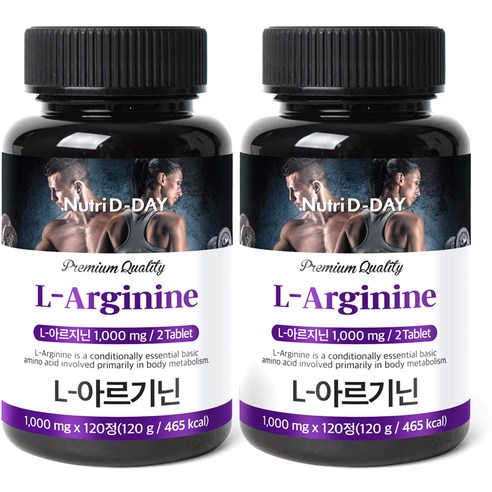 Nutri D-DAY
Premium Quality
L-Arginine
L-아르기닌 1,000 mg / 2 Tablet
L-Arginine is a conditionally essential basic
amino acid involved primarily in body metabolism.
L-아르기닌
1,000 mg x 120정(120 g / 465 kcal)
Nutri D-DAY
Premium Quality
L-Arginine
L-아르기닌 1,000 mg / 2 Tablet
L-Arginine is a conditionally essential basic
amino acid involved primarily in body metabolism.
L-아르기닌
1,000 mg x 120정(120 g / 465 kcal)